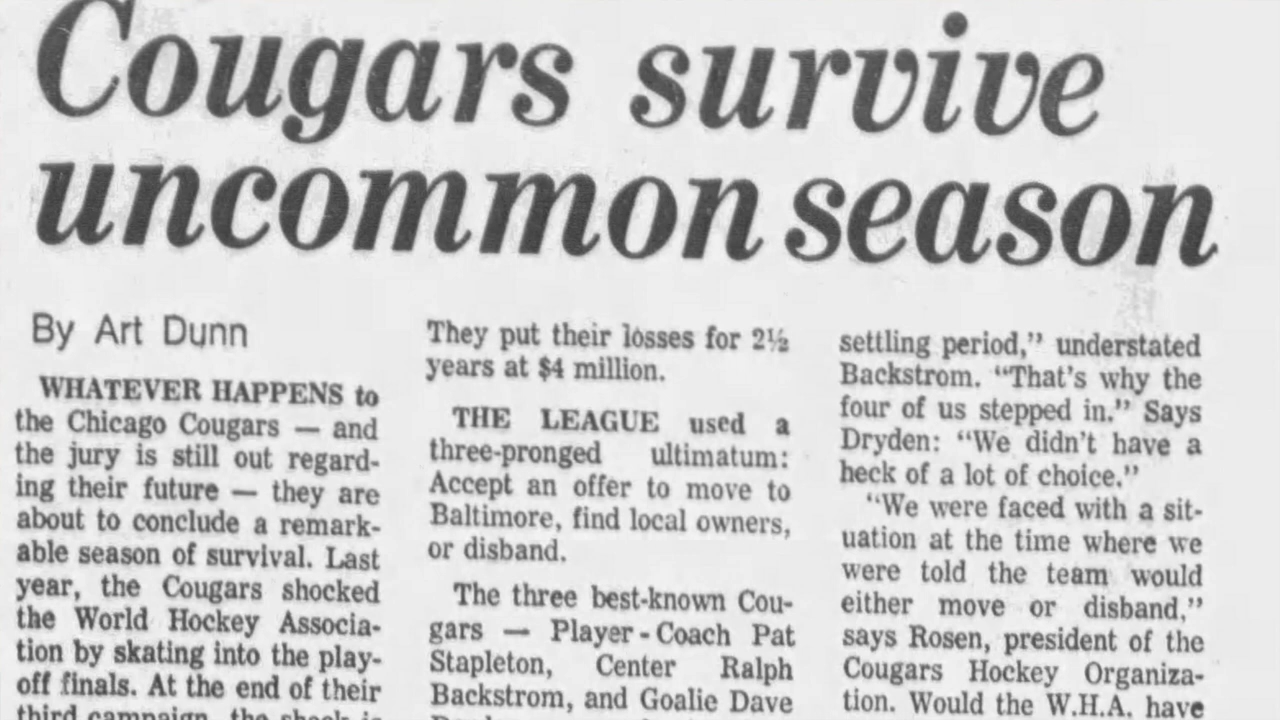 Cougars survive
uncommon season
By Art Dunn
WHATEVER HAPPENS to
the Chicago Cougars — and
the jury is still out regard-
ing their future — they are
about to conclude a remark-
able season of survival. Last
year, the Cougars shocked
the World Hockey Associa-
tion by skating into the play-
off finals. At the end of their
third campaign, the shock is
They put their losses for 2½
years at $4 million.
THE LEAGUE used a
three-pronged ultimatum:
Accept an offer to move to
Baltimore, find local owners,
or disband.
The three best-known Cou-
gars — Player-Coach Pat
Stapleton, Center Ralph
Backstrom, and Goalie Dave
settling period,” understated
Backstrom. “That’s why the
four of us stepped in.” Says
Dryden: “We didn’t have a
heck of a lot of choice.”
“We were faced with a sit-
uation at the time where we
were told the team would
either move or disband,”
says Rosen, president of the
Cougars Hockey Organiza-
tion. Would the W.H.A. have